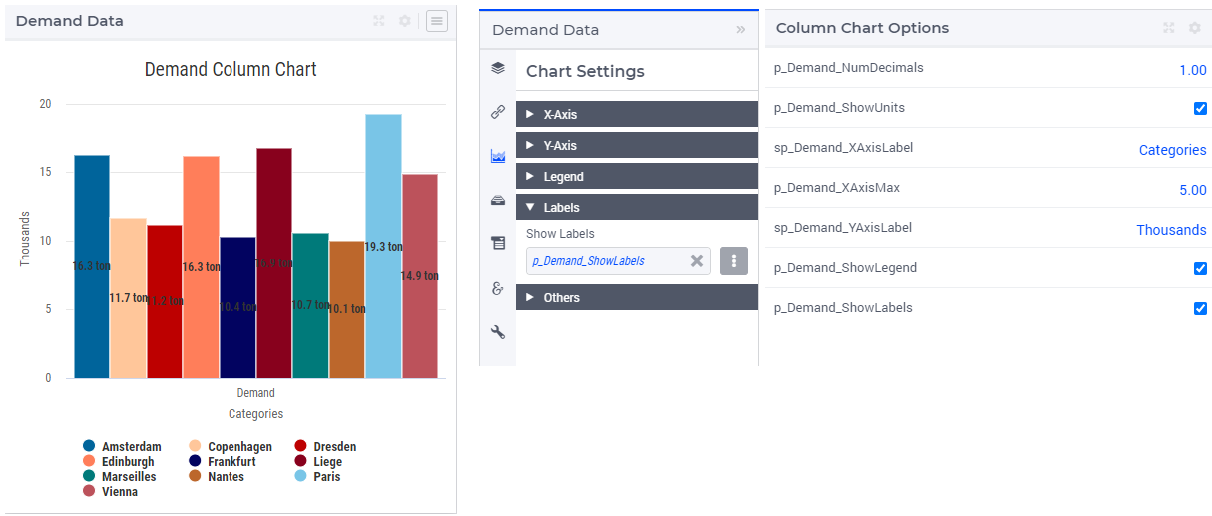 Demand Data
Demand Column Chart
20
15
10
5
0
Thousands
16.3 ton
11.7 ton
11.2 ton
16.3 ton
10.4 ton
16.9 ton
10.7 ton
10.1 ton
19.3 ton
14.9 ton
Demand
Categories
Amsterdam Copenhagen Dresden
Edinburgh Frankfurt Liege
Marseilles Nantes Paris
Vienna
Demand Data »
Chart Settings
X-Axis
Y-Axis
Legend
Labels
Show Labels
p_Demand_ShowLabels
Others
Column Chart Options
p_Demand_NumDecimals 1.00
p_Demand_ShowUnits
sp_Demand_XAxisLabel Categories
p_Demand_XAxisMax 5.00
sp_Demand_YAxisLabel Thousands
p_Demand_ShowLegend
p_Demand_ShowLabels